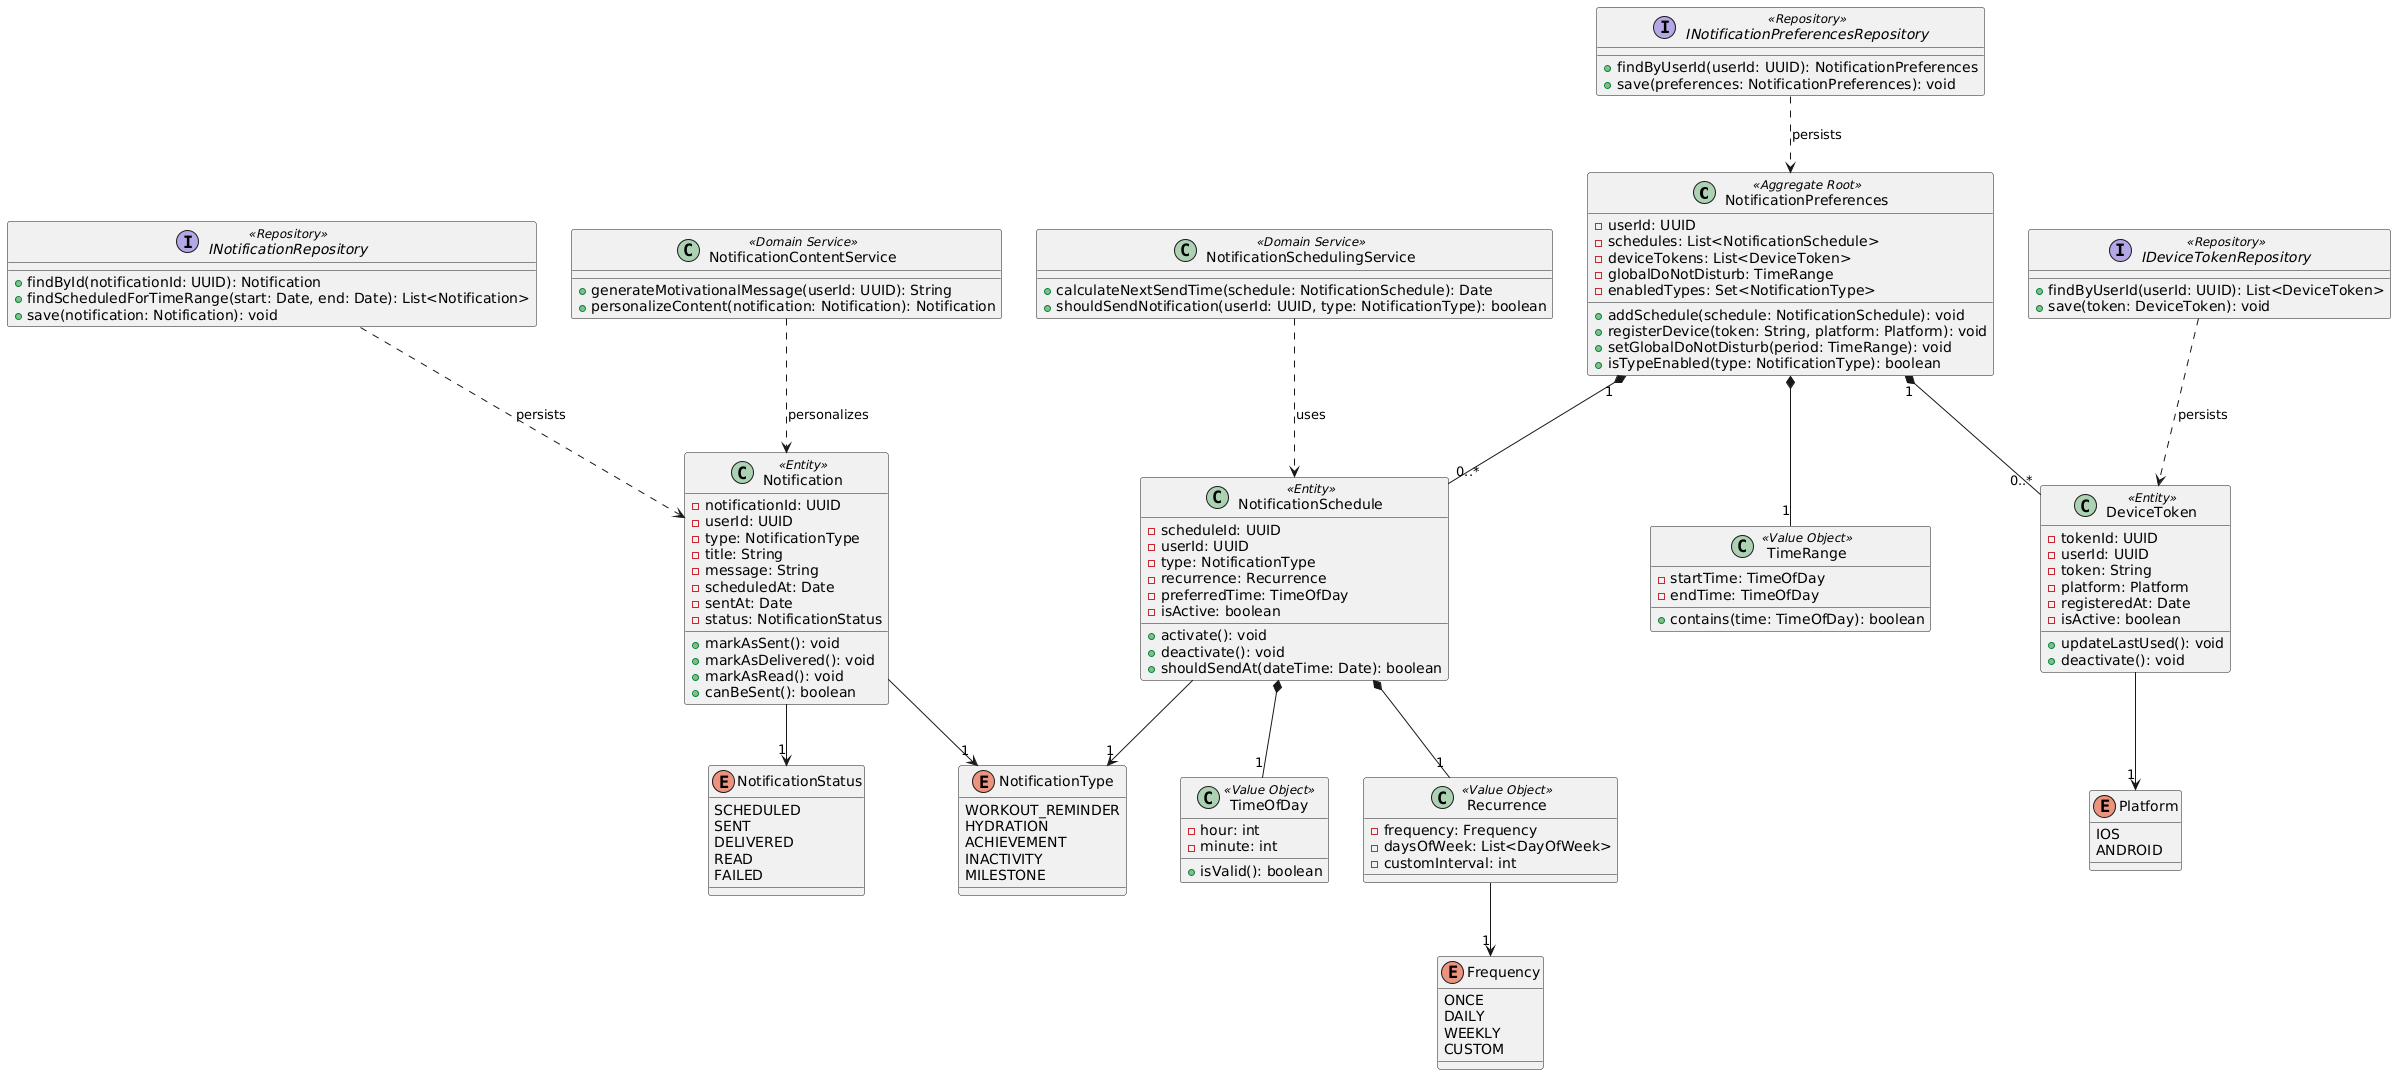 «Repository»
INotificationPreferencesRepository
findByUserId(userId: UUID): NotificationPreferences
save(preferences: NotificationPreferences): void
persists
«Repository»
INotificationRepository
findById(notificationId: UUID): Notification
findScheduledForTimeRange(start: Date, end: Date): List<Notification>
save(notification: Notification): void
«Domain Service»
NotificationContentService
generateMotivationalMessage(userId: UUID): String
personalizeContent(notification: Notification): Notification
«Domain Service»
NotificationSchedulingService
calculateNextSendTime(schedule: NotificationSchedule): Date
shouldSendNotification(userId: UUID, type: NotificationType): boolean
«Aggregate Root»
NotificationPreferences
userId: UUID
schedules: List<NotificationSchedule>
deviceTokens: List<DeviceToken>
globalDoNotDisturb: TimeRange
enabledTypes: Set<NotificationType>
addSchedule(schedule: NotificationSchedule): void
registerDevice(token: String, platform: Platform): void
setGlobalDoNotDisturb(period: TimeRange): void
isTypeEnabled(type: NotificationType): boolean
«Repository»
IDeviceTokenRepository
findByUserId(userId: UUID): List<DeviceToken>
save(token: DeviceToken): void
persists
personalizes
uses
1
1
persists
0..*
1
0..*
«Entity»
Notification
notificationId: UUID
userId: UUID
type: NotificationType
title: String
message: String
scheduledAt: Date
sentAt: Date
status: NotificationStatus
markAsSent(): void
markAsDelivered(): void
markAsRead(): void
canBeSent(): boolean
«Entity»
NotificationSchedule
scheduleId: UUID
userId: UUID
type: NotificationType
recurrence: Recurrence
preferredTime: TimeOfDay
isActive: boolean
activate(): void
deactivate(): void
shouldSendAt(dateTime: Date): boolean
«Value Object»
TimeRange
startTime: TimeOfDay
endTime: TimeOfDay
contains(time: TimeOfDay): boolean
«Entity»
DeviceToken
tokenId: UUID
userId: UUID
token: String
platform: Platform
registeredAt: Date
isActive: boolean
updateLastUsed(): void
deactivate(): void
1
1
1
1
1
1
NotificationStatus
SCHEDULED
SENT
DELIVERED
READ
FAILED
NotificationType
WORKOUT_REMINDER
HYDRATION
ACHIEVEMENT
INACTIVITY
MILESTONE
«Value Object»
TimeOfDay
hour: int
minute: int
isValid(): boolean
«Value Object»
Recurrence
frequency: Frequency
daysOfWeek: List<DayOfWeek>
customInterval: int
Platform
IOS
ANDROID
1
Frequency
ONCE
DAILY
WEEKLY
CUSTOM
C
C
C
C
C
C
C
C
C
I
I
I
E
E
E
E